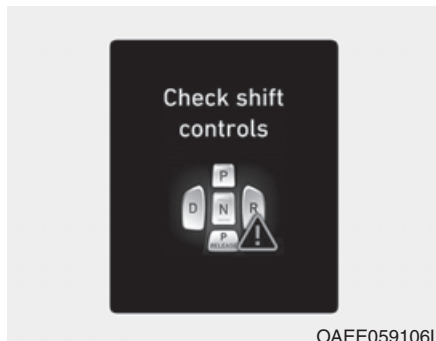 Check shift
controls
P
D N R
P
RELEASE
OAEE059106L